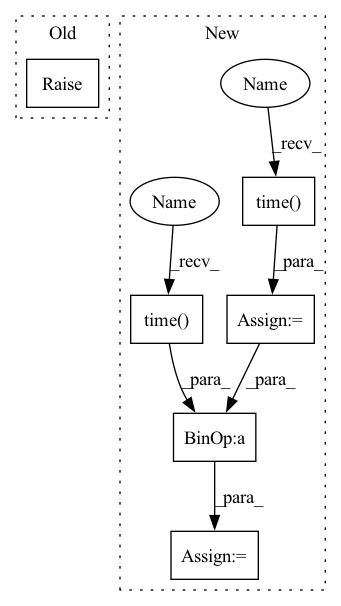 Old
New
Raise
Name
_recv_
Name
time()
_recv_
_para_
time()
Assign:=
_para_
_para_
BinOp:a
_para_
Assign:=